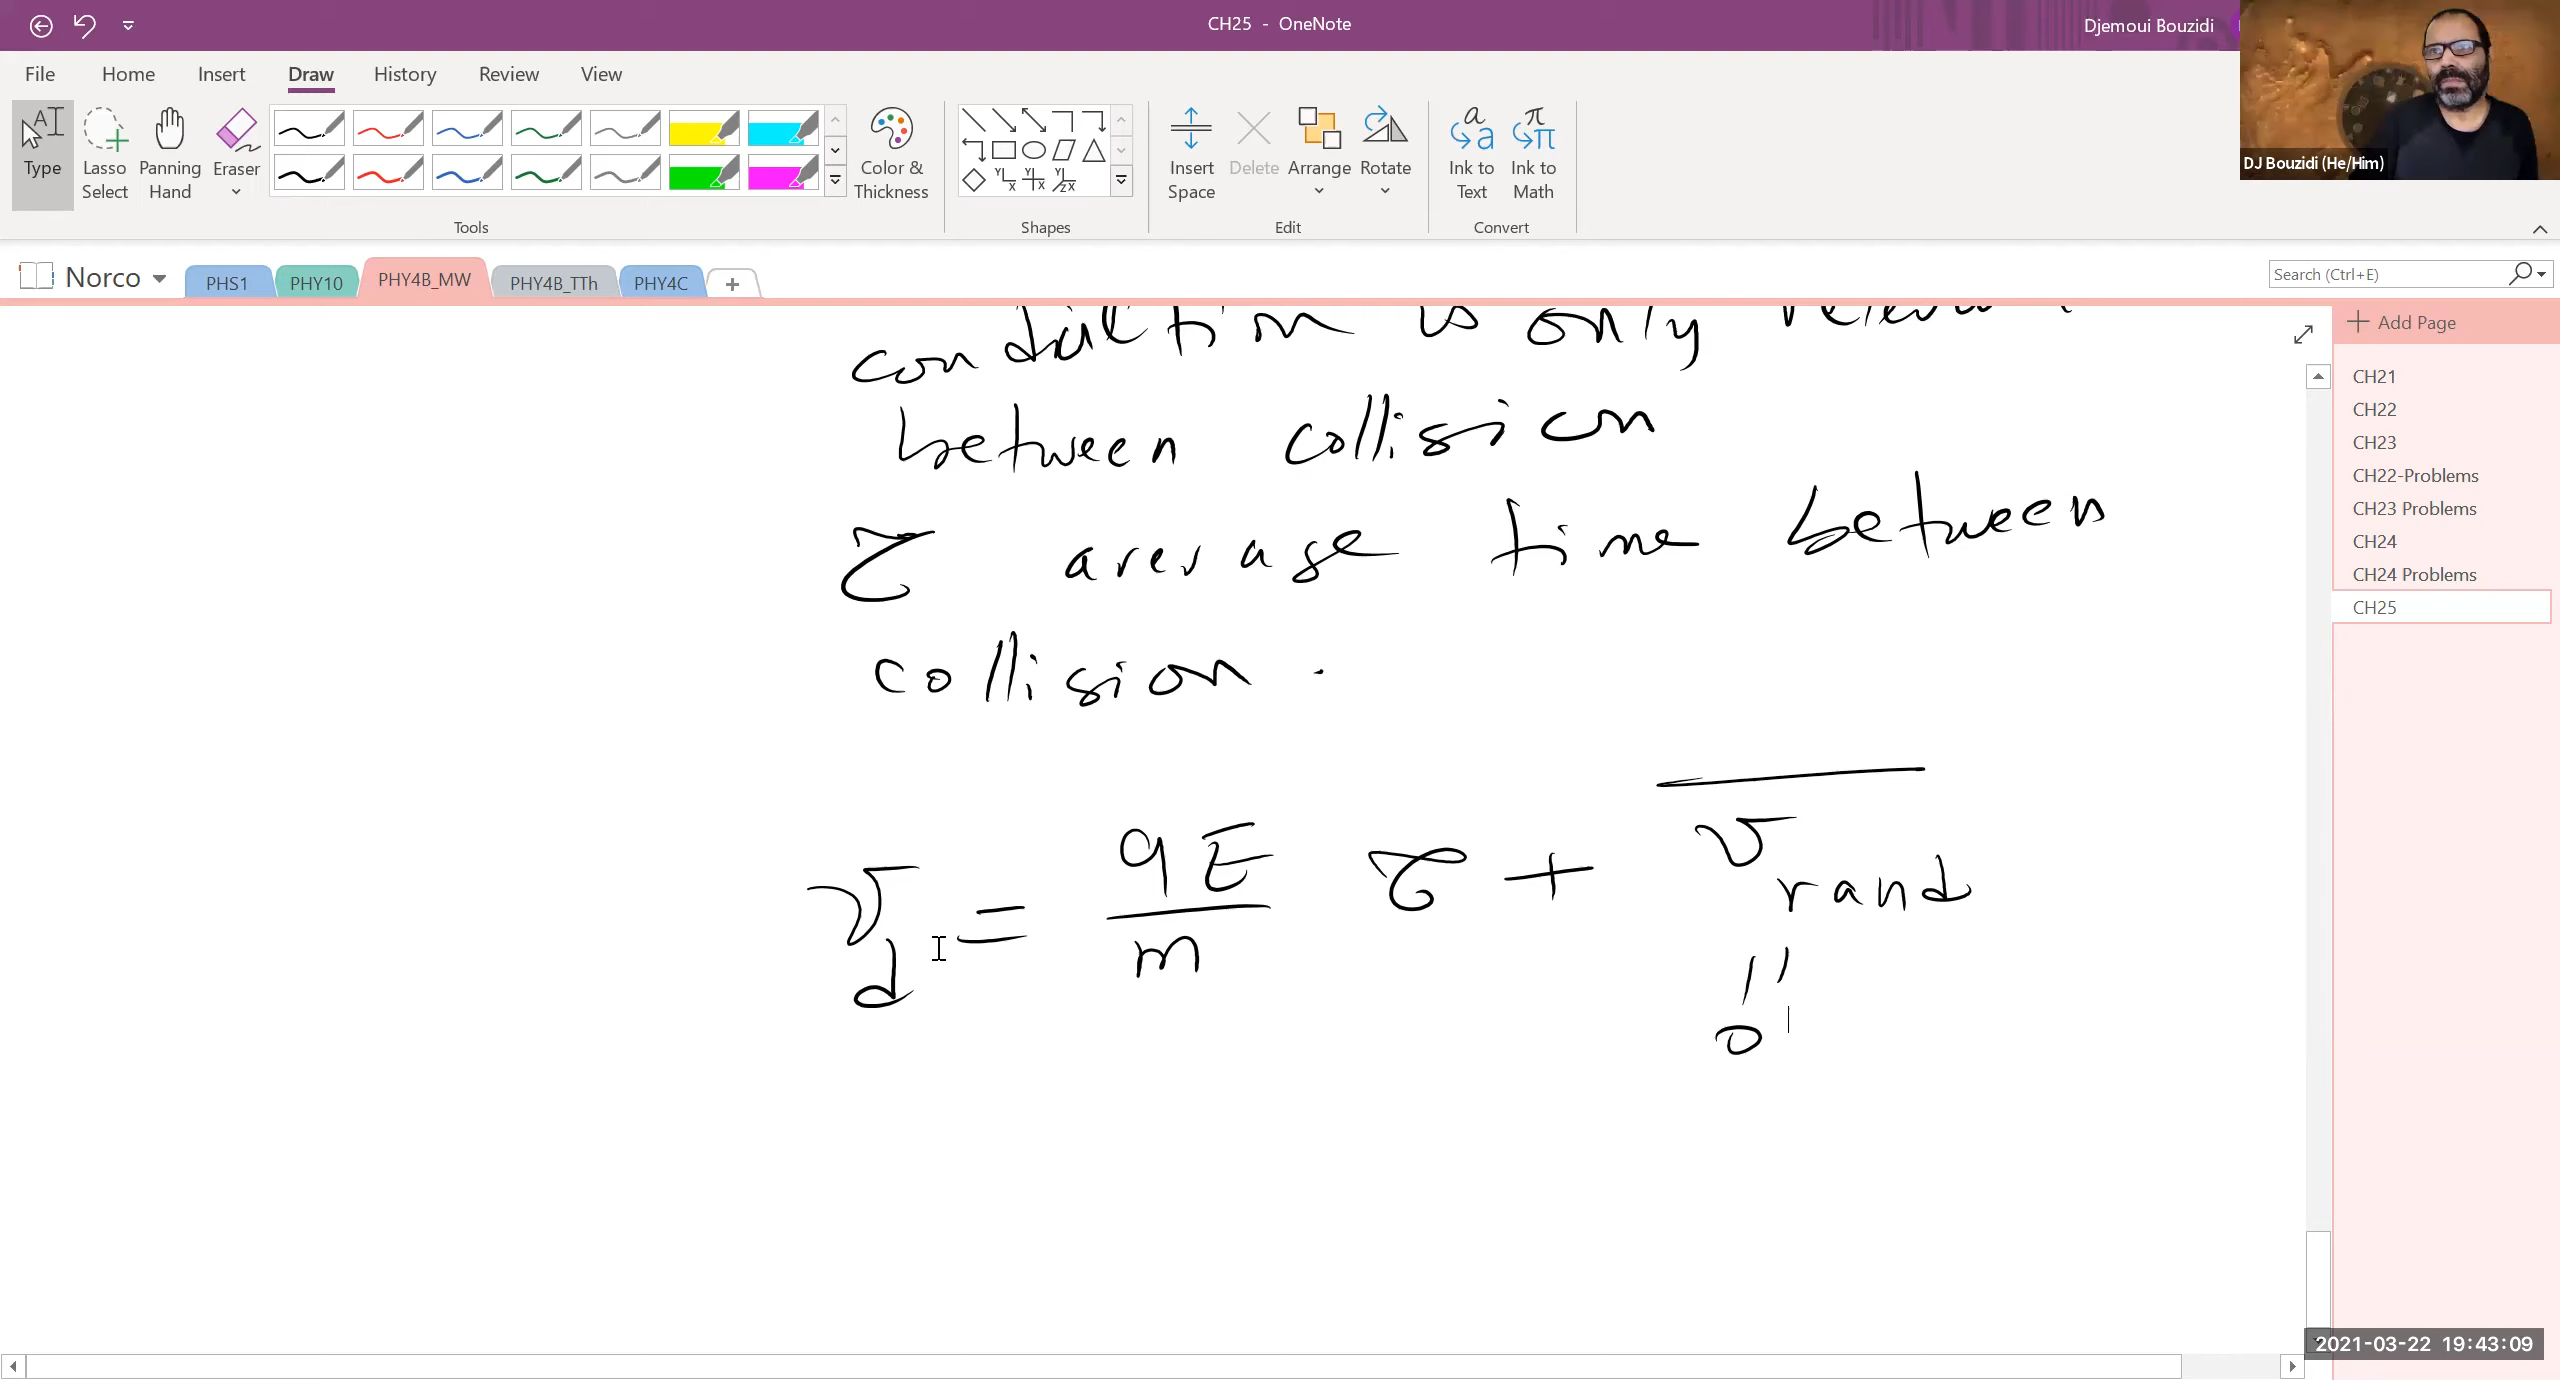 CH25 - OneNote
Djemoui Bouzidi
File Home Insert Draw History Review View
Type
Lasso Select
Panning Hand
Eraser
Color & Thickness
Insert Space
Delete
Arrange
Rotate
Ink to Text
Ink to Math
Tools Shapes Edit Convert
DJ Bouzidi (He/Him)
Norco PHS1 PHY10 PHY4B_MW PHY4B_TTh PHY4C +
Search (Ctrl+E)
Add Page
CH21
CH22
CH23
CH22-Problems
CH23 Problems
CH24
CH24 Problems
CH25
is only
between collision
τ average time between
collision.
v_d = qE/m τ + v̅_rand
"
0
2021-03-22 19:43:09